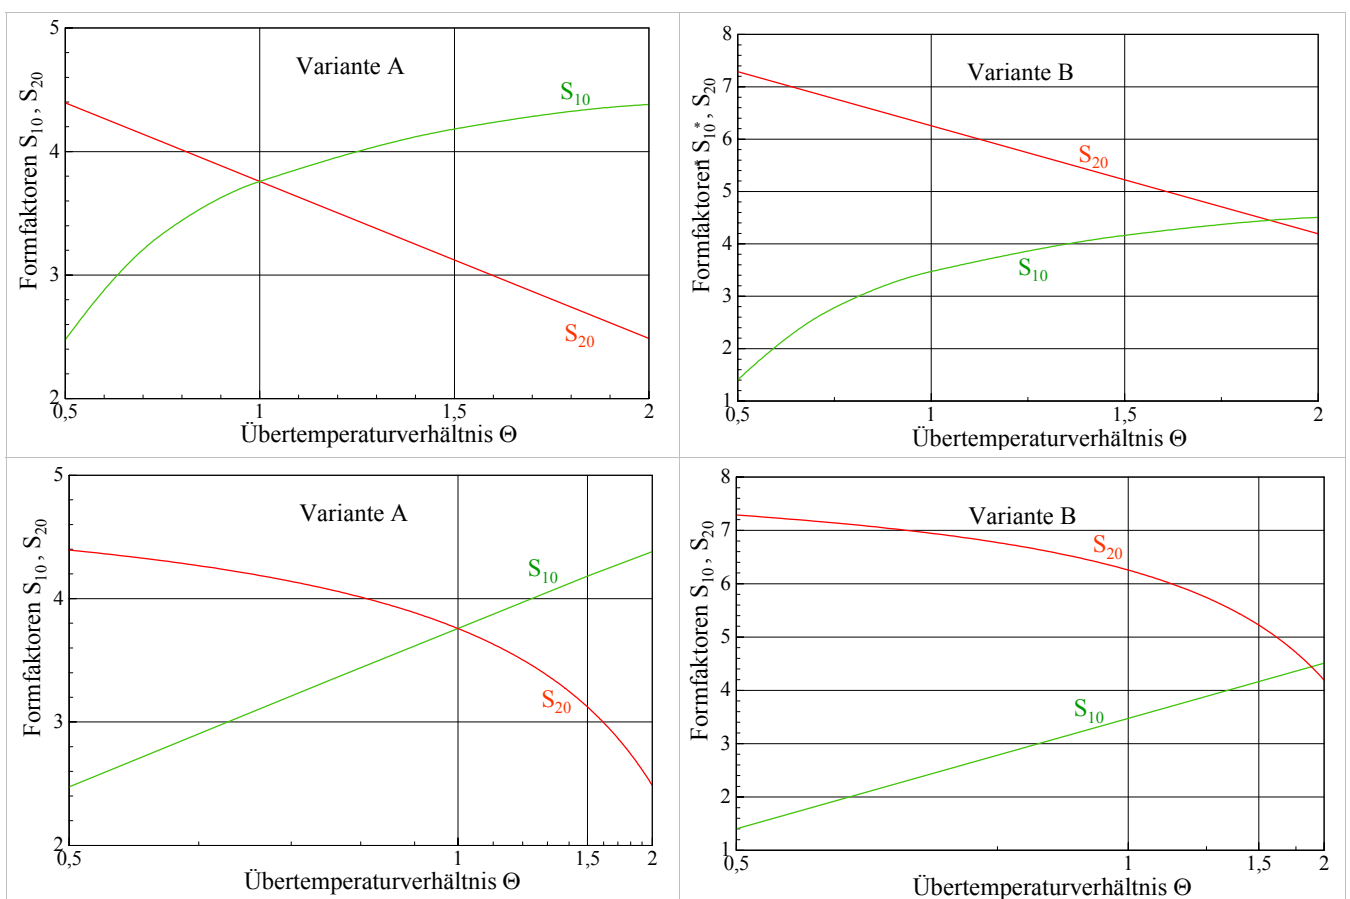 5
4
3
2
Formfaktoren S10 , S20
Variante A
S10
S20
0,5
1
1,5
2
Übertemperaturverhältnis Θ
8
7
6
5
4
3
2
1
Formfaktoren* S10* , S20
Variante B
S20
S10
0,5
1
1,5
2
Übertemperaturverhältnis Θ
5
4
3
2
Formfaktoren S10 , S20
Variante A
S10
S20
0,5
1
1,5
2
Übertemperaturverhältnis Θ
8
7
6
5
4
3
2
1
Formfaktoren S10 , S20
Variante B
S20
S10
0,5
1
1,5
2
Übertemperaturverhältnis Θ